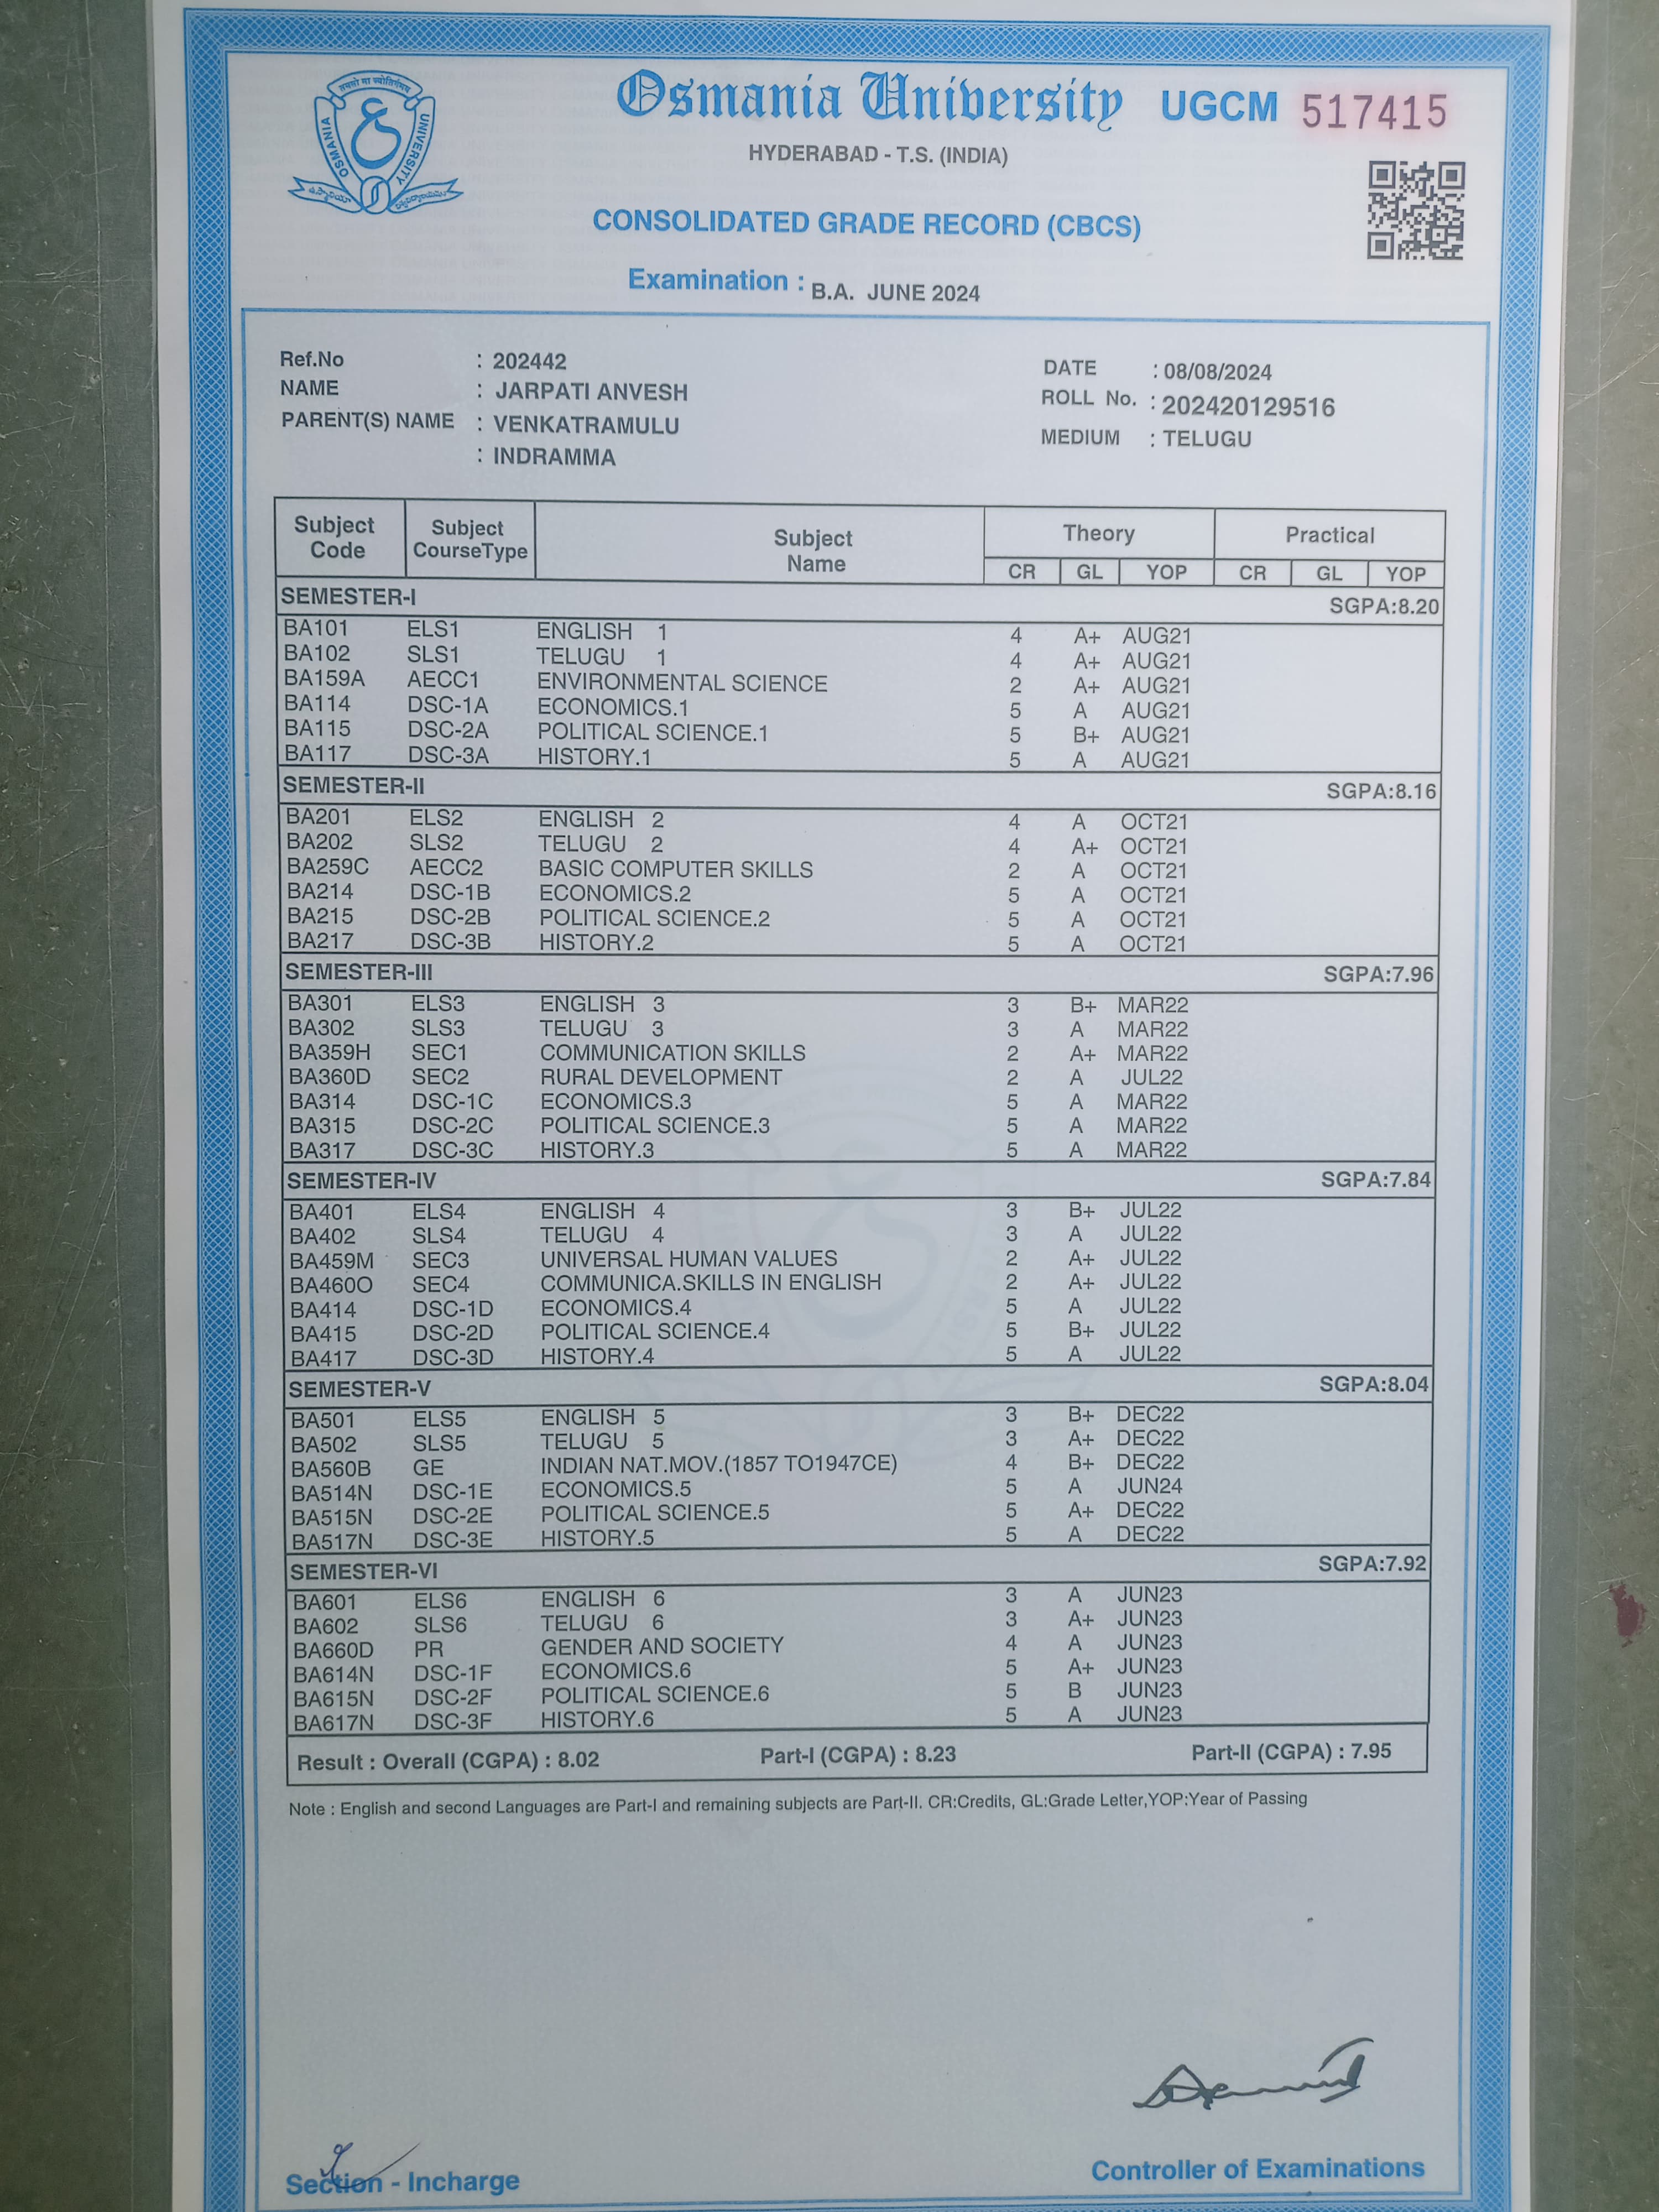 तमसो मा ज्योतिर्गमय
OSMANIA UNIVERSITY
Osmania University UGCM 517415
HYDERABAD - T.S. (INDIA)
CONSOLIDATED GRADE RECORD (CBCS)
Examination : B.A. JUNE 2024
Ref.No : 202442 DATE : 08/08/2024
NAME : JARPATI ANVESH ROLL No. : 202420129516
PARENT(S) NAME : VENKATRAMULU MEDIUM : TELUGU
: INDRAMMA
Subject Code Subject CourseType Subject Name Theory Practical
CR GL YOP CR GL YOP
SEMESTER-I SGPA:8.20
BA101 ELS1 ENGLISH 1 4 A+ AUG21
BA102 SLS1 TELUGU 1 4 A+ AUG21
BA159A AECC1 ENVIRONMENTAL SCIENCE 2 A+ AUG21
BA114 DSC-1A ECONOMICS.1 5 A AUG21
BA115 DSC-2A POLITICAL SCIENCE.1 5 B+ AUG21
BA117 DSC-3A HISTORY.1 5 A AUG21
SEMESTER-II SGPA:8.16
BA201 ELS2 ENGLISH 2 4 A OCT21
BA202 SLS2 TELUGU 2 4 A+ OCT21
BA259C AECC2 BASIC COMPUTER SKILLS 2 A OCT21
BA214 DSC-1B ECONOMICS.2 5 A OCT21
BA215 DSC-2B POLITICAL SCIENCE.2 5 A OCT21
BA217 DSC-3B HISTORY.2 5 A OCT21
SEMESTER-III SGPA:7.96
BA301 ELS3 ENGLISH 3 3 B+ MAR22
BA302 SLS3 TELUGU 3 3 A MAR22
BA359H SEC1 COMMUNICATION SKILLS 2 A+ MAR22
BA360D SEC2 RURAL DEVELOPMENT 2 A JUL22
BA314 DSC-1C ECONOMICS.3 5 A MAR22
BA315 DSC-2C POLITICAL SCIENCE.3 5 A MAR22
BA317 DSC-3C HISTORY.3 5 A MAR22
SEMESTER-IV SGPA:7.84
BA401 ELS4 ENGLISH 4 3 B+ JUL22
BA402 SLS4 TELUGU 4 3 A JUL22
BA459M SEC3 UNIVERSAL HUMAN VALUES 2 A+ JUL22
BA460O SEC4 COMMUNICA.SKILLS IN ENGLISH 2 A+ JUL22
BA414 DSC-1D ECONOMICS.4 5 A JUL22
BA415 DSC-2D POLITICAL SCIENCE.4 5 B+ JUL22
BA417 DSC-3D HISTORY.4 5 A JUL22
SEMESTER-V SGPA:8.04
BA501 ELS5 ENGLISH 5 3 B+ DEC22
BA502 SLS5 TELUGU 5 3 A+ DEC22
BA560B GE INDIAN NAT.MOV.(1857 TO1947CE) 4 B+ DEC22
BA514N DSC-1E ECONOMICS.5 5 A JUN24
BA515N DSC-2E POLITICAL SCIENCE.5 5 A+ DEC22
BA517N DSC-3E HISTORY.5 5 A DEC22
SEMESTER-VI SGPA:7.92
BA601 ELS6 ENGLISH 6 3 A JUN23
BA602 SLS6 TELUGU 6 3 A+ JUN23
BA660D PR GENDER AND SOCIETY 4 A JUN23
BA614N DSC-1F ECONOMICS.6 5 A+ JUN23
BA615N DSC-2F POLITICAL SCIENCE.6 5 B JUN23
BA617N DSC-3F HISTORY.6 5 A JUN23
Result : Overall (CGPA) : 8.02 Part-I (CGPA) : 8.23 Part-II (CGPA) : 7.95
Note : English and second Languages are Part-I and remaining subjects are Part-II. CR:Credits, GL:Grade Letter,YOP:Year of Passing
Section - Incharge Controller of Examinations